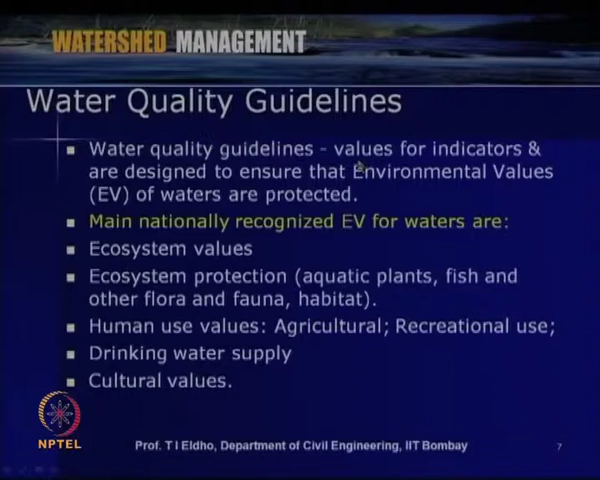 WATERSHED MANAGEMENT
Water Quality Guidelines
Water quality guidelines - values for indicators &
are designed to ensure that Environmental Values
(EV) of waters are protected.
Main nationally recognized EV for waters are:
Ecosystem values
Ecosystem protection (aquatic plants, fish and
other flora and fauna, habitat).
Human use values: Agricultural; Recreational use;
Drinking water supply
Cultural values.
NPTEL
Prof. T I Eldho, Department of Civil Engineering, IIT Bombay
7